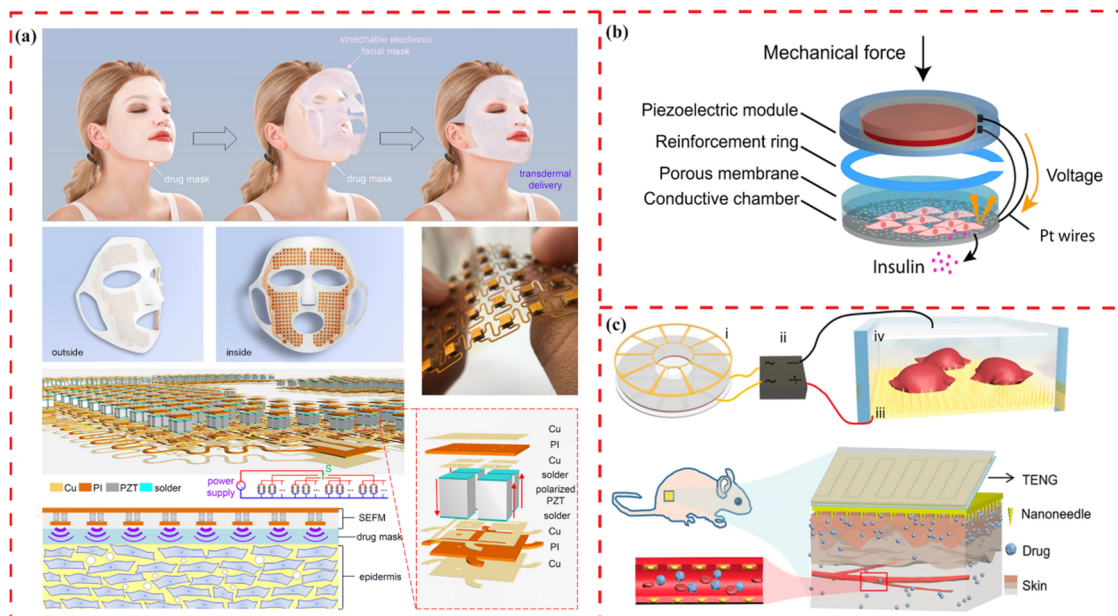 (a)
stretchable electronic
facial mask
drug mask
drug mask
transdermal
delivery
outside
inside
Cu
PI
PZT
solder
power
supply
S
SEFM
drug mask
epidermis
Cu
PI
Cu
solder
polarized
PZT
solder
Cu
PI
Cu
(b)
Mechanical force
Piezoelectric module
Reinforcement ring
Porous membrane
Conductive chamber
Voltage
Pt wires
Insulin
(c)
i
ii
iv
iii
~ −
~ +
TENG
Nanoneedle
Drug
Skin